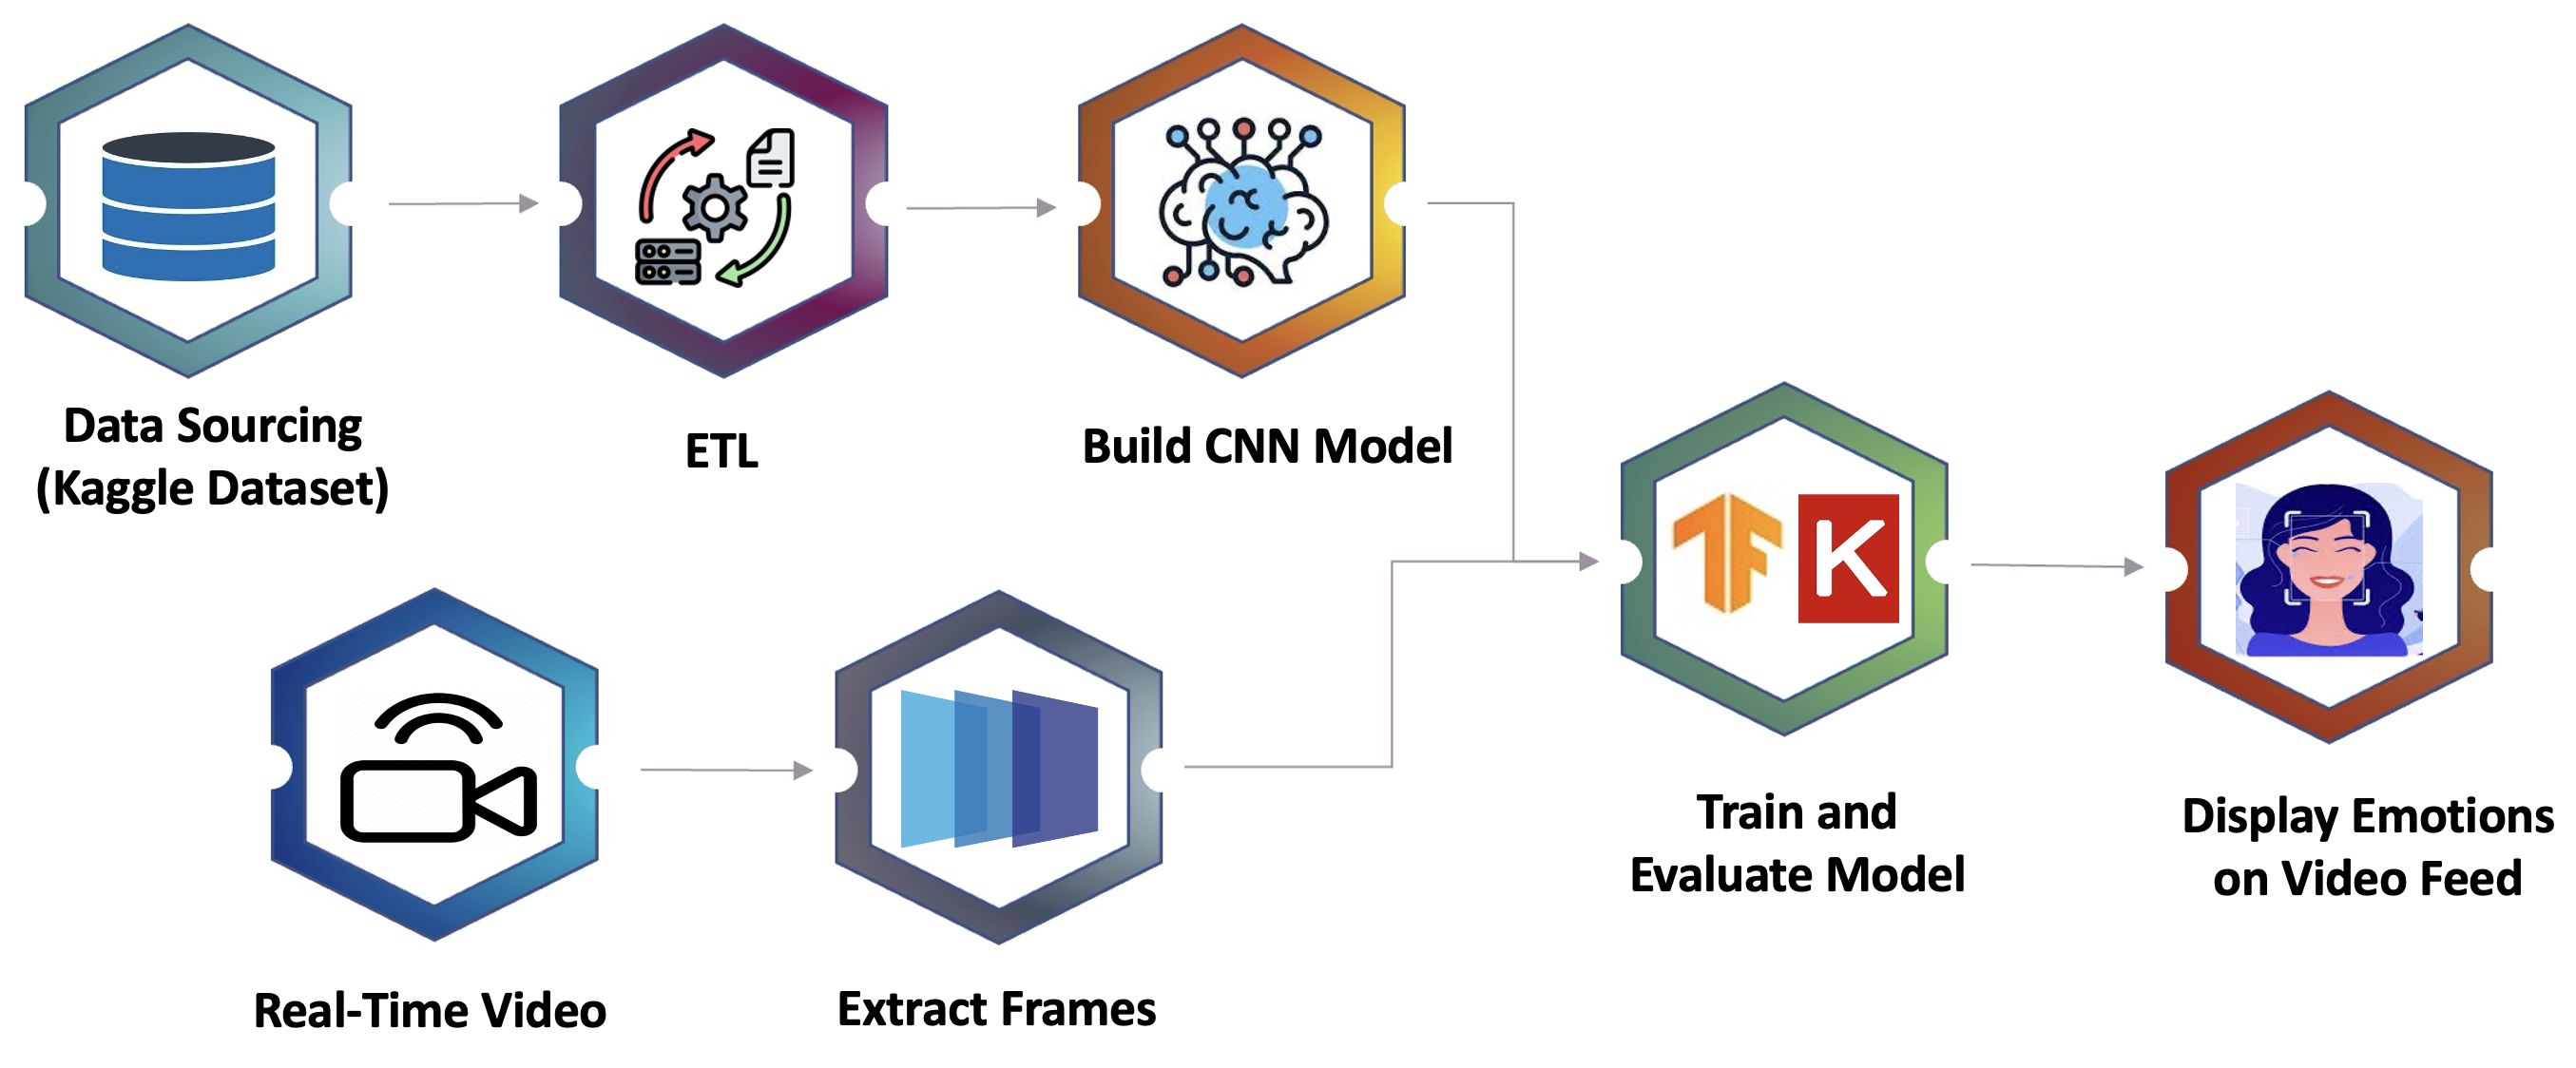 Data Sourcing
(Kaggle Dataset)
ETL
Build CNN Model
K
Train and
Evaluate Model
Display Emotions
on Video Feed
Real-Time Video
Extract Frames